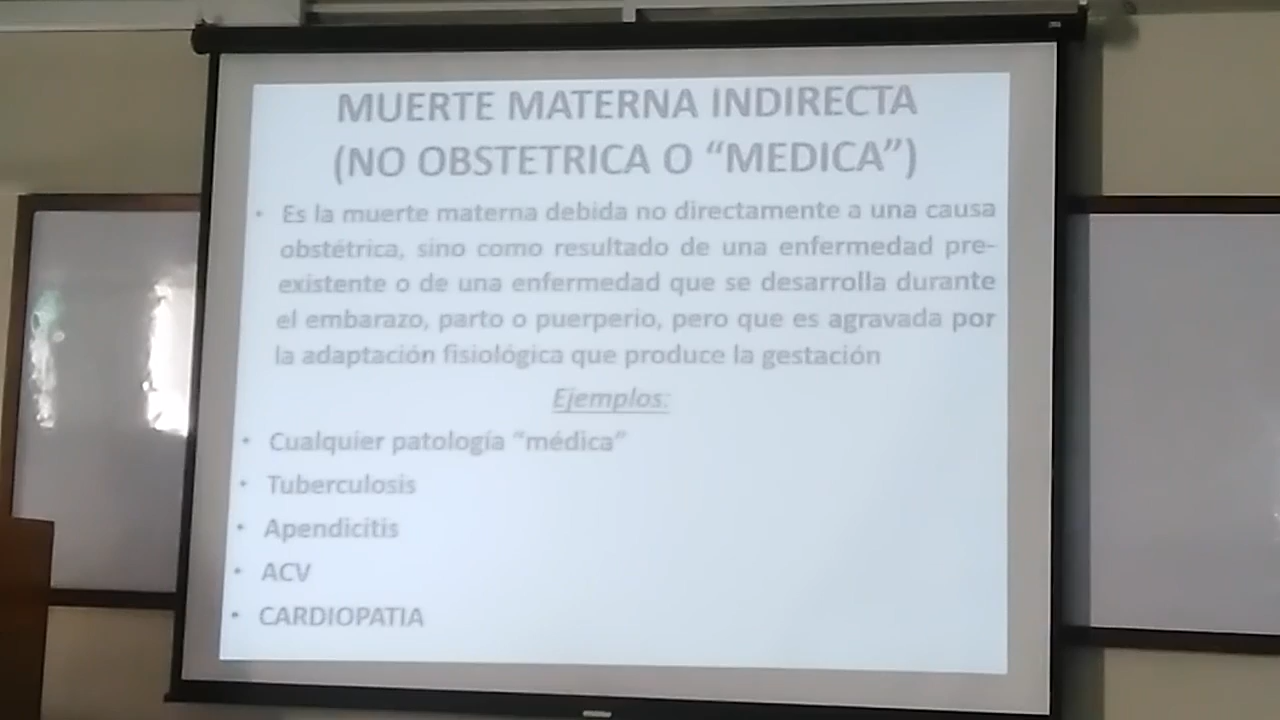 MUERTE MATERNA INDIRECTA
(NO OBSTETRICA O “MEDICA”)
• Es la muerte materna debida no directamente a una causa
obstétrica, sino como resultado de una enfermedad pre-
existente o de una enfermedad que se desarrolla durante
el embarazo, parto o puerperio, pero que es agravada por
la adaptación fisiológica que produce la gestación
Ejemplos:
• Cualquier patología “médica”
• Tuberculosis
• Apendicitis
• ACV
• CARDIOPATIA